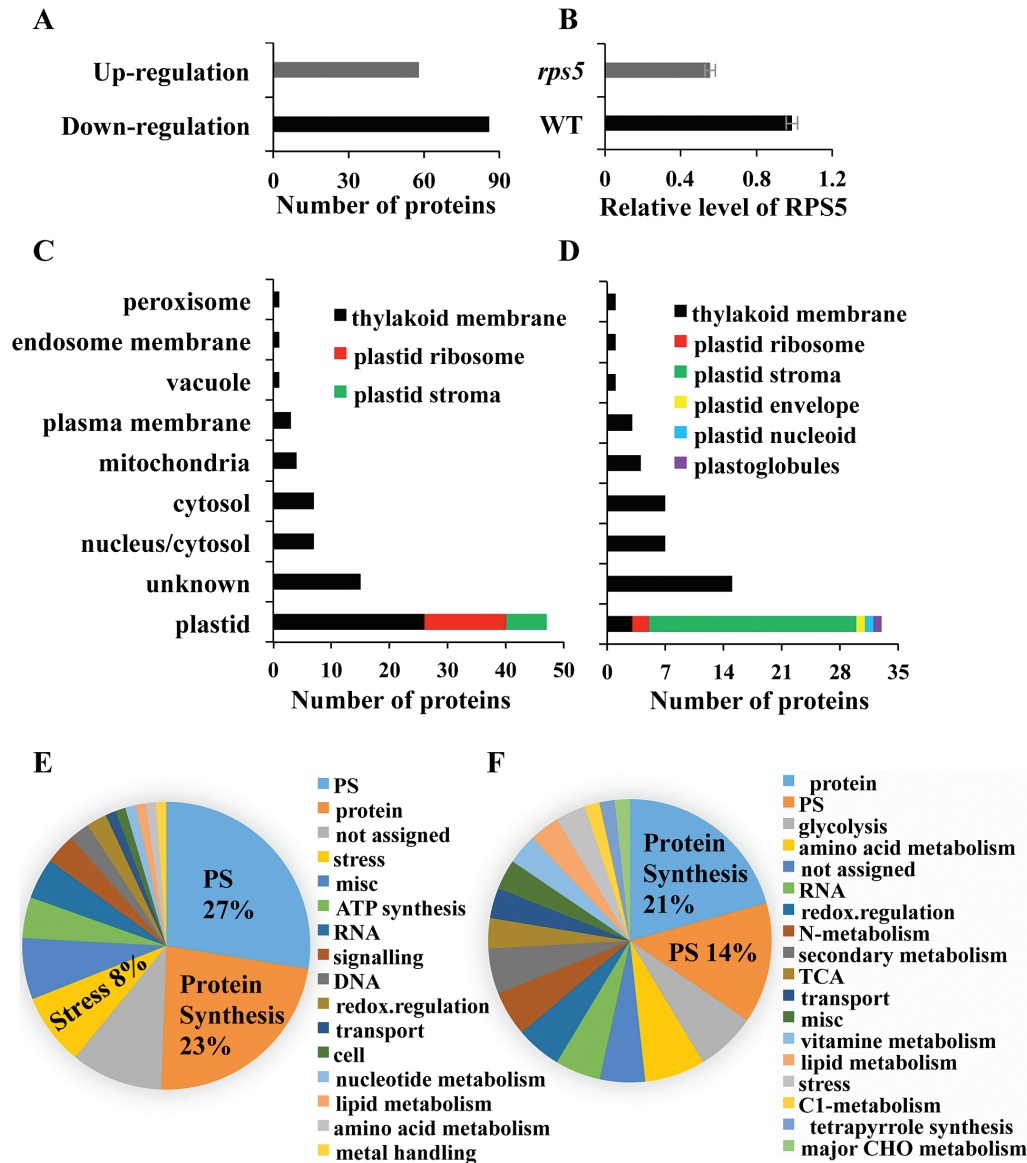 A
Up-regulation
Down-regulation
0 30 60 90
Number of proteins
B
rps5
WT
0 0.4 0.8 1.2
Relative level of RPS5
C
peroxisome
endosome membrane
vacuole
plasma membrane
mitochondria
cytosol
nucleus/cytosol
unknown
plastid
thylakoid membrane
plastid ribosome
plastid stroma
0 10 20 30 40 50
Number of proteins
D
thylakoid membrane
plastid ribosome
plastid stroma
plastid envelope
plastid nucleoid
plastoglobules
0 7 14 21 28 35
Number of proteins
E
PS
27%
Protein
Synthesis
23%
Stress 8%
PS
protein
not assigned
stress
misc
ATP synthesis
RNA
signalling
DNA
redox.regulation
transport
cell
nucleotide metabolism
lipid metabolism
amino acid metabolism
metal handling
F
Protein
Synthesis
21%
PS 14%
protein
PS
glycolysis
amino acid metabolism
not assigned
RNA
redox.regulation
N-metabolism
secondary metabolism
TCA
transport
misc
vitamine metabolism
lipid metabolism
stress
C1-metabolism
tetrapyrrole synthesis
major CHO metabolism